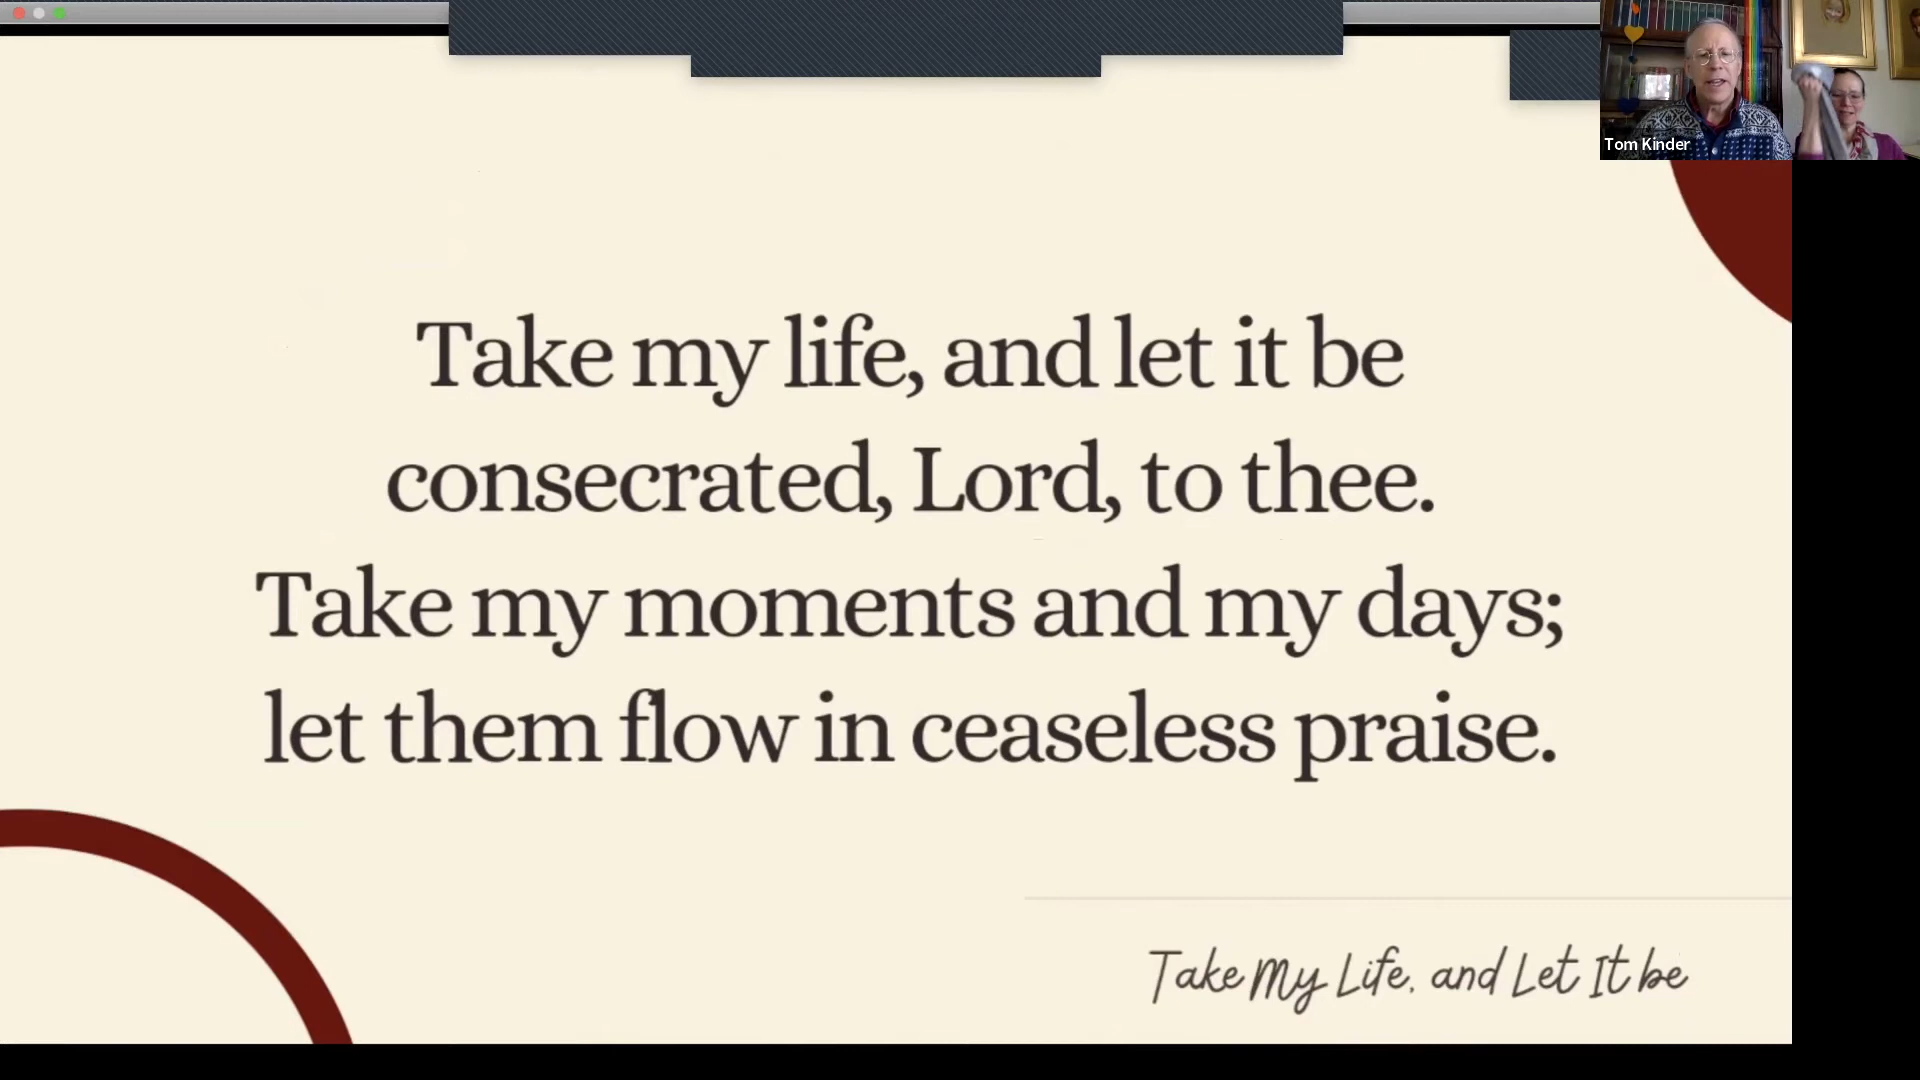 Tom Kinder
Take my life, and let it be
consecrated, Lord, to thee.
Take my moments and my days;
let them flow in ceaseless praise.
Take My Life, and Let It be